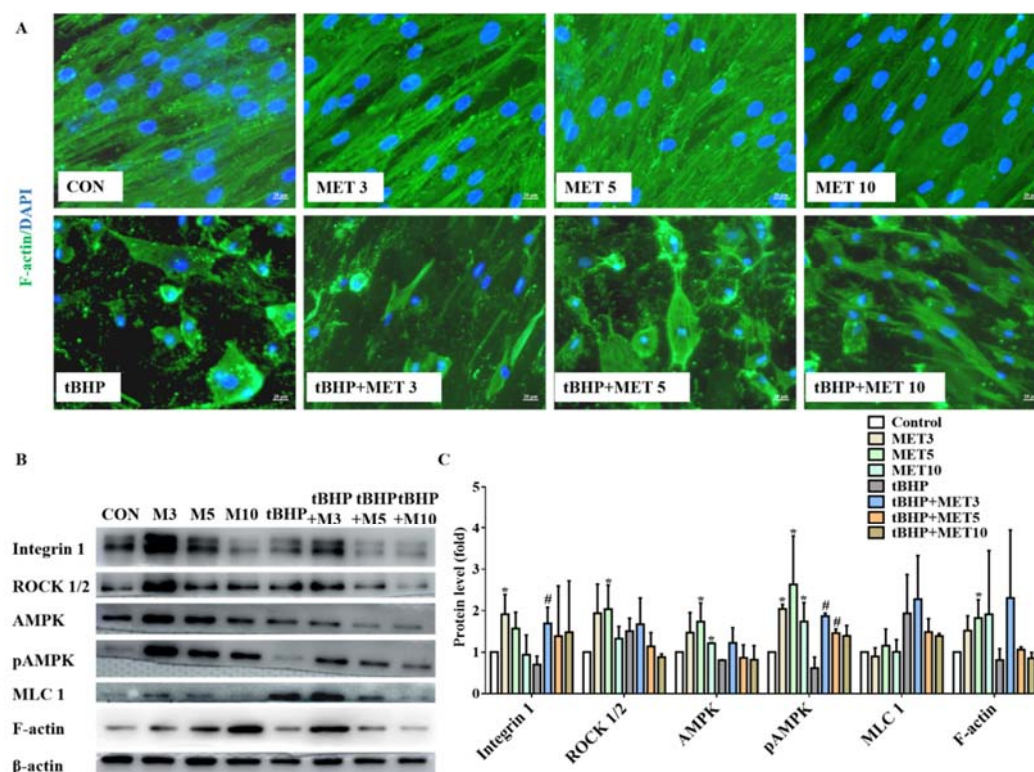 A
F-actin/DAPI
CON
MET 3
MET 5
MET 10
tBHP
tBHP+MET 3
tBHP+MET 5
tBHP+MET 10
B
CON M3 M5 M10 tBHP tBHP+M3 tBHP+M5 tBHP+M10
Integrin 1
ROCK 1/2
AMPK
pAMPK
MLC 1
F-actin
β-actin
C
Control
MET3
MET5
MET10
tBHP
tBHP+MET3
tBHP+MET5
tBHP+MET10
Protein level (fold)
5
4
2
1
0
* * * * * * * * # # #
Integrin 1
ROCK 1/2
AMPK
pAMPK
MLC 1
F-actin